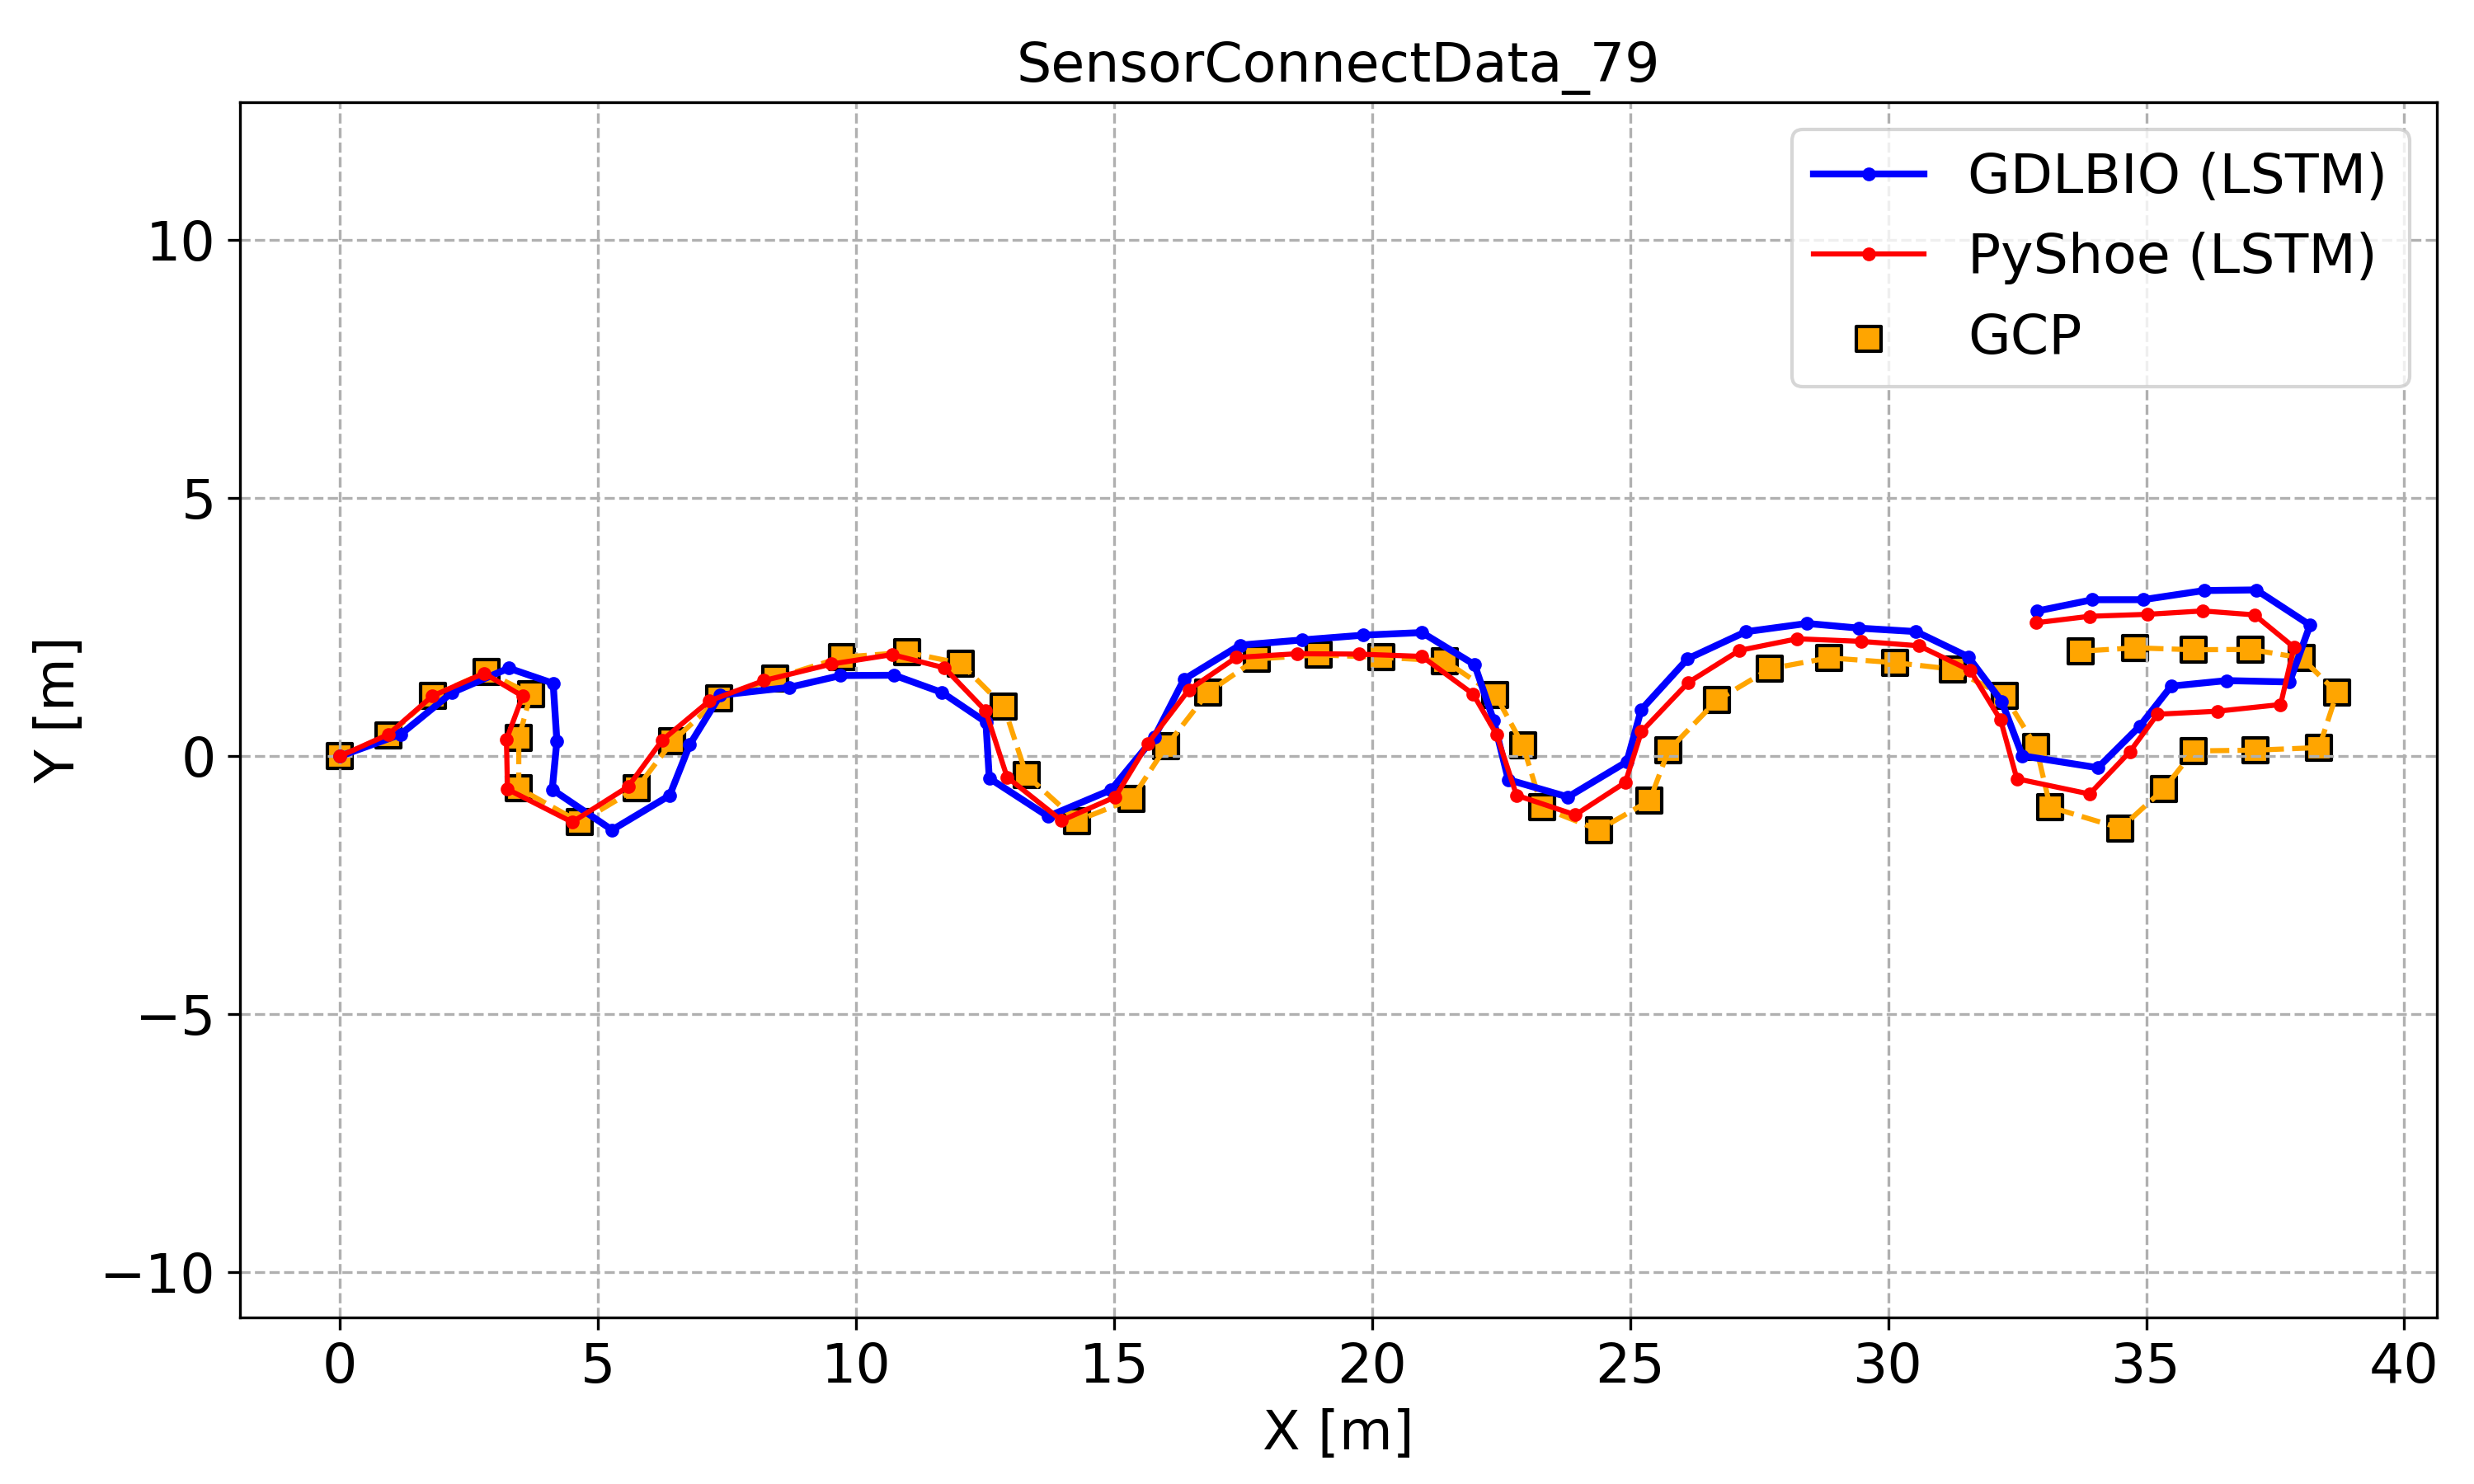 SensorConnectData_79
GDLBIO (LSTM)
PyShoe (LSTM)
GCP
Y [m]
10
5
0
−5
−10
0 5 10 15 20 25 30 35 40
X [m]